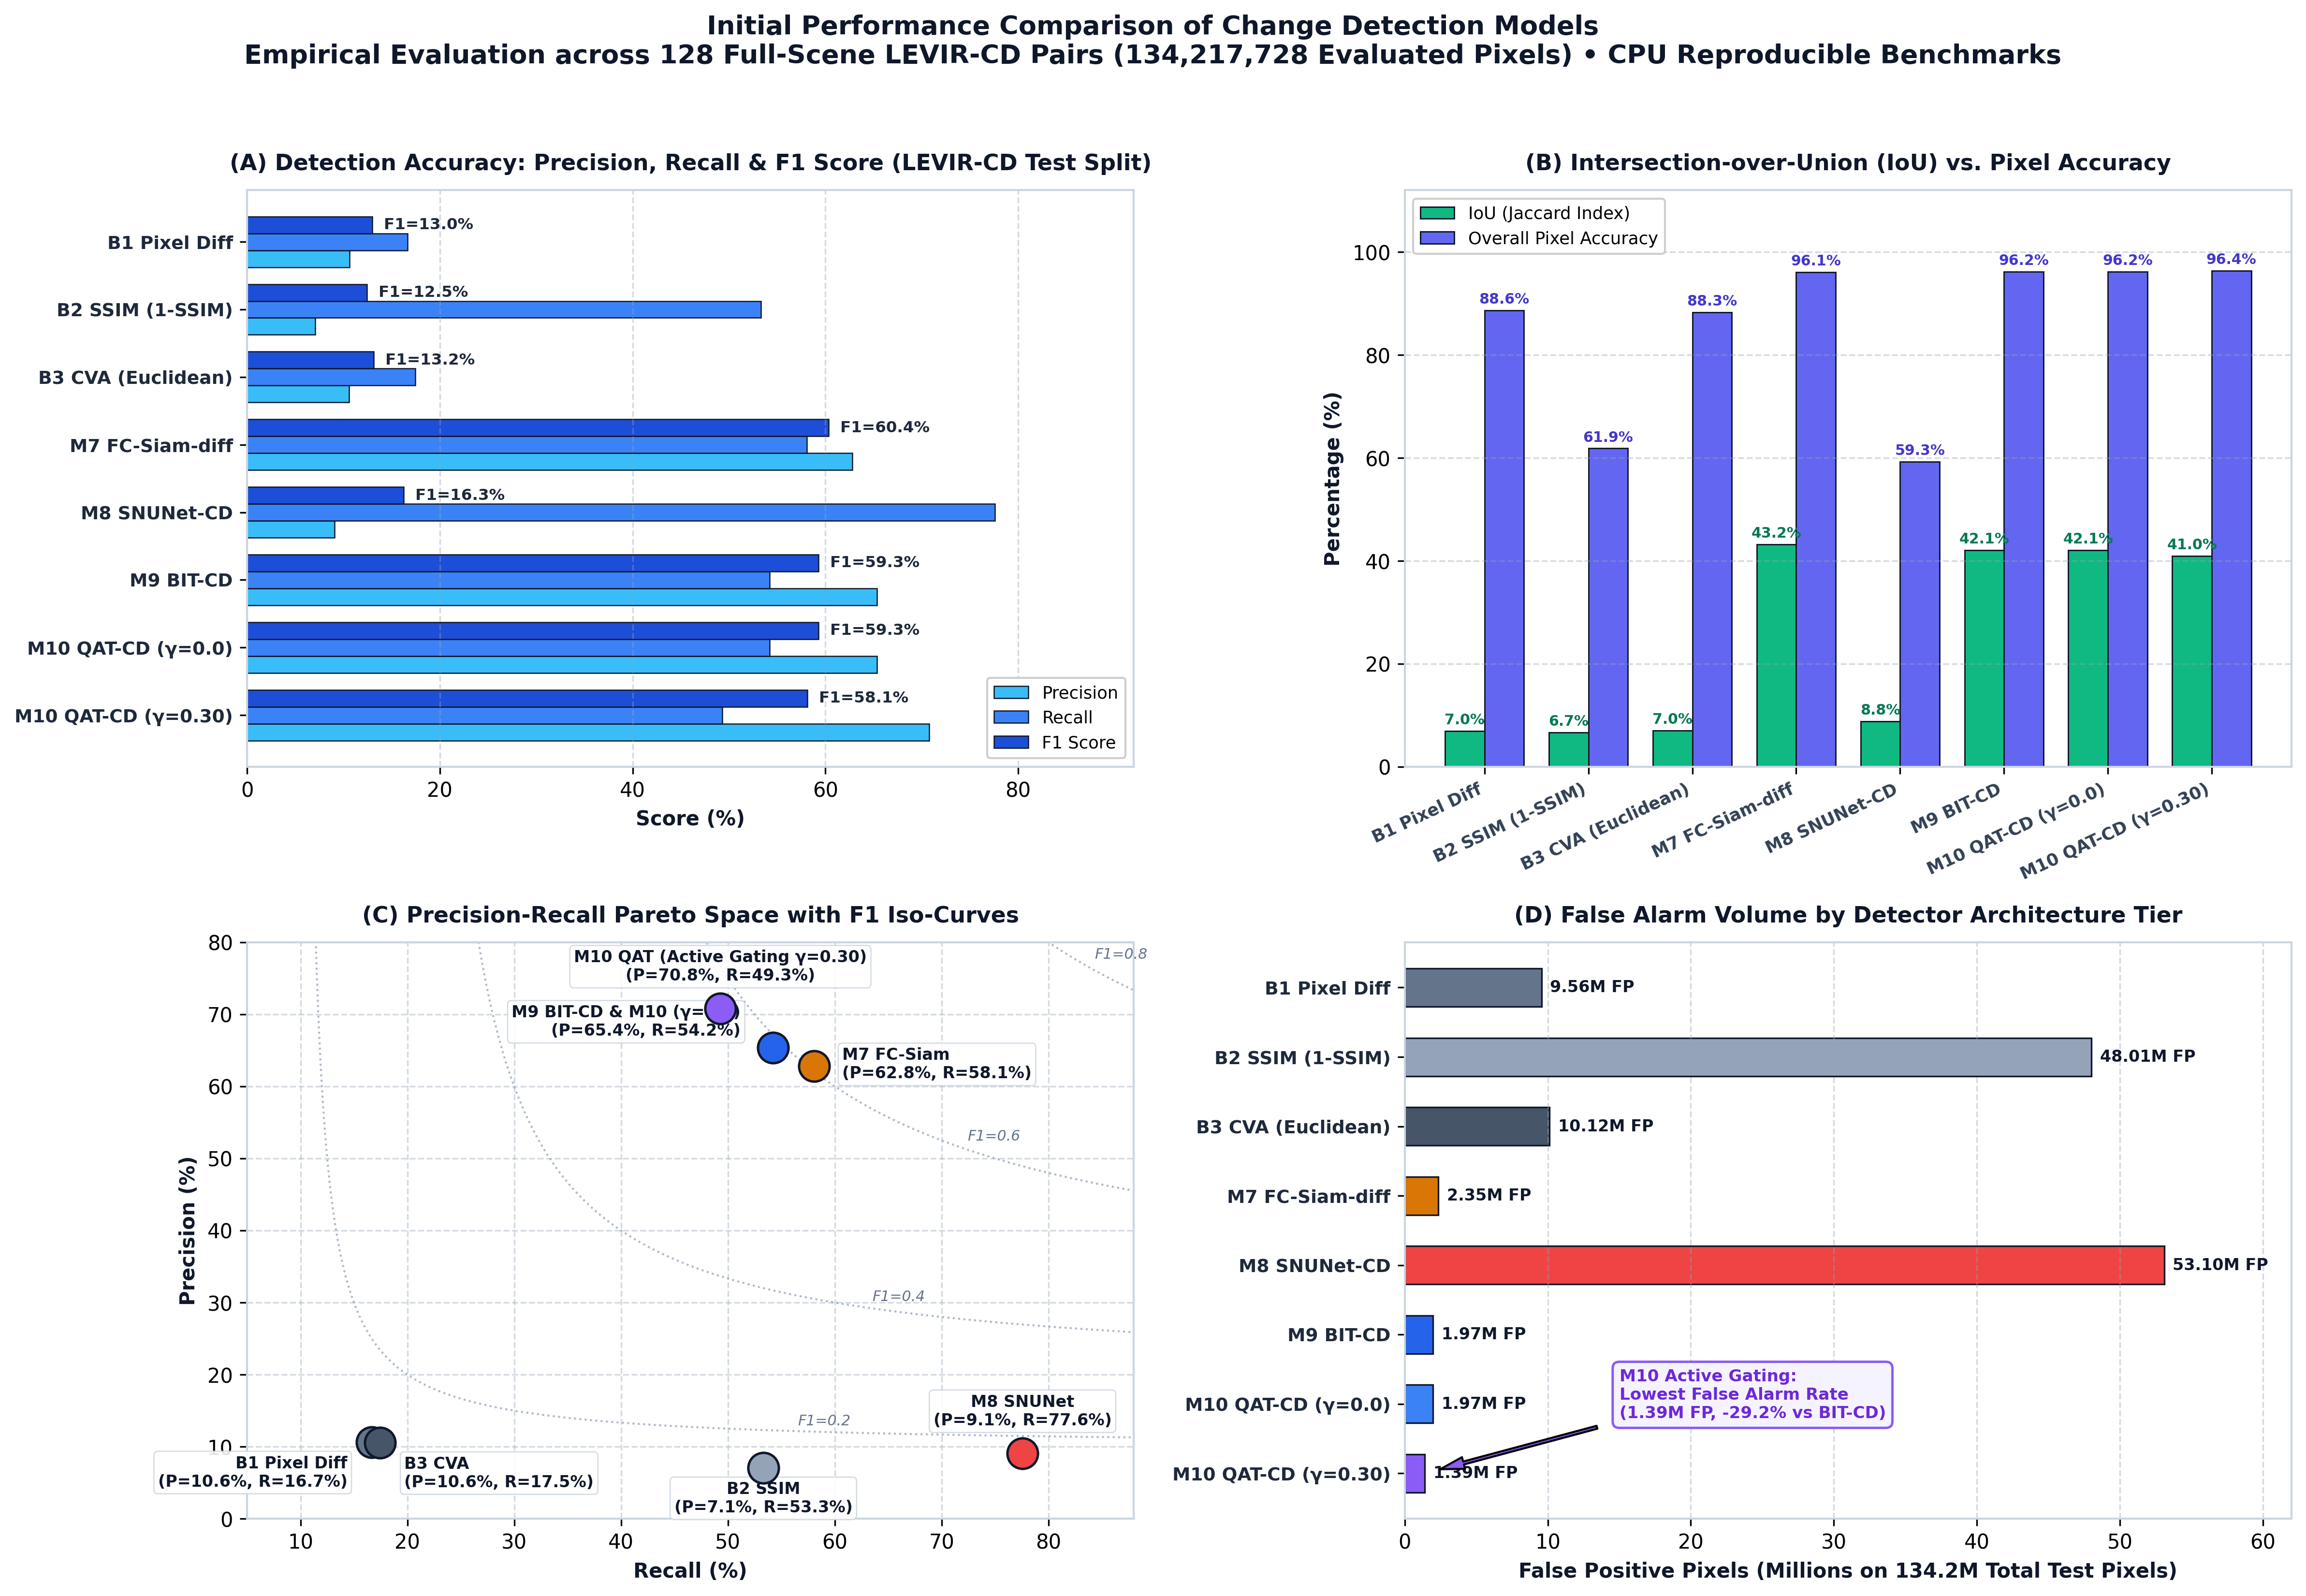 Initial Performance Comparison of Change Detection Models
Empirical Evaluation across 128 Full-Scene LEVIR-CD Pairs (134,217,728 Evaluated Pixels) • CPU Reproducible Benchmarks
(A) Detection Accuracy: Precision, Recall & F1 Score (LEVIR-CD Test Split)
B1 Pixel Diff
F1=13.0%
B2 SSIM (1-SSIM)
F1=12.5%
B3 CVA (Euclidean)
F1=13.2%
M7 FC-Siam-diff
F1=60.4%
M8 SNUNet-CD
F1=16.3%
M9 BIT-CD
F1=59.3%
M10 QAT-CD (γ=0.0)
F1=59.3%
M10 QAT-CD (γ=0.30)
F1=58.1%
Precision
Recall
F1 Score
0 20 40 60 80
Score (%)
(B) Intersection-over-Union (IoU) vs. Pixel Accuracy
IoU (Jaccard Index)
Overall Pixel Accuracy
Percentage (%)
100
80
60
40
20
0
7.0% 88.6%
6.7% 61.9%
7.0% 88.3%
43.2% 96.1%
8.8% 59.3%
42.1% 96.2%
42.1% 96.2%
41.0% 96.4%
B1 Pixel Diff
B2 SSIM (1-SSIM)
B3 CVA (Euclidean)
M7 FC-Siam-diff
M8 SNUNet-CD
M9 BIT-CD
M10 QAT-CD (γ=0.0)
M10 QAT-CD (γ=0.30)
(C) Precision-Recall Pareto Space with F1 Iso-Curves
Precision (%)
80
70
60
50
40
30
20
10
0
F1=0.8
M10 QAT (Active Gating γ=0.30)
(P=70.8%, R=49.3%)
M9 BIT-CD & M10
(P=65.4%, R=54.2%)
M7 FC-Siam
(P=62.8%, R=58.1%)
F1=0.6
F1=0.4
F1=0.2
M8 SNUNet
(P=9.1%, R=77.6%)
B1 Pixel Diff
(P=10.6%, R=16.7%)
B3 CVA
(P=10.6%, R=17.5%)
B2 SSIM
(P=7.1%, R=53.3%)
10 20 30 40 50 60 70 80
Recall (%)
(D) False Alarm Volume by Detector Architecture Tier
B1 Pixel Diff
9.56M FP
B2 SSIM (1-SSIM)
48.01M FP
B3 CVA (Euclidean)
10.12M FP
M7 FC-Siam-diff
2.35M FP
M8 SNUNet-CD
53.10M FP
M9 BIT-CD
1.97M FP
M10 QAT-CD (γ=0.0)
1.97M FP
M10 QAT-CD (γ=0.30)
1.39M FP
M10 Active Gating:
Lowest False Alarm Rate
(1.39M FP, -29.2% vs BIT-CD)
0 10 20 30 40 50 60
False Positive Pixels (Millions on 134.2M Total Test Pixels)